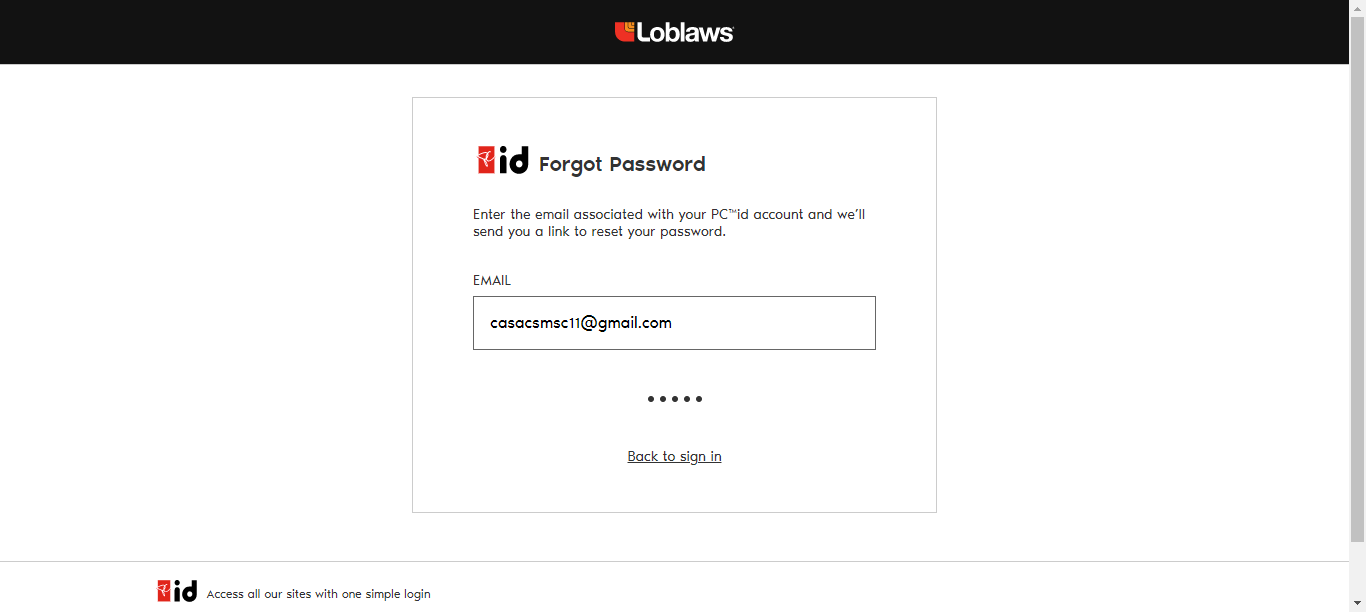 Loblaws
id Forgot Password
Enter the email associated with your PC™id account and we'll
send you a link to reset your password.
EMAIL
casacsmsc11@gmail.com
Back to sign in
id Access all our sites with one simple login